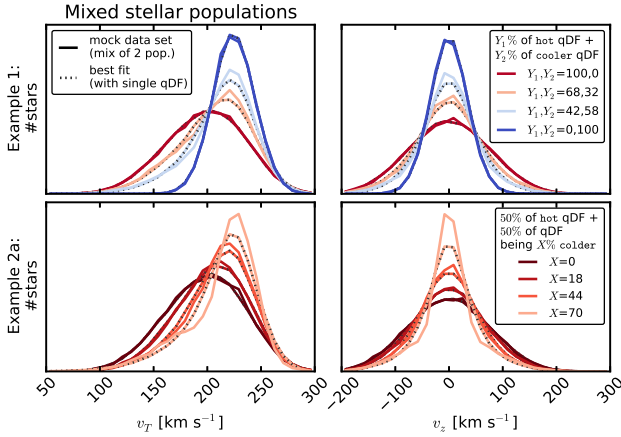 Mixed stellar populations
Example 1:
#stars
mock data set
(mix of 2 pop.)
best fit
(with single qDF)
Y₁% of hot qDF +
Y₂% of cooler qDF
Y₁,Y₂=100,0
Y₁,Y₂=68,32
Y₁,Y₂=42,58
Y₁,Y₂=0,100
Example 2a:
#stars
50% of hot qDF +
50% of qDF
being X% colder
X=0
X=18
X=44
X=70
50 100 150 200 250 300
v_T [km s⁻¹]
−200 −100 0 100 200 300
v_z [km s⁻¹]